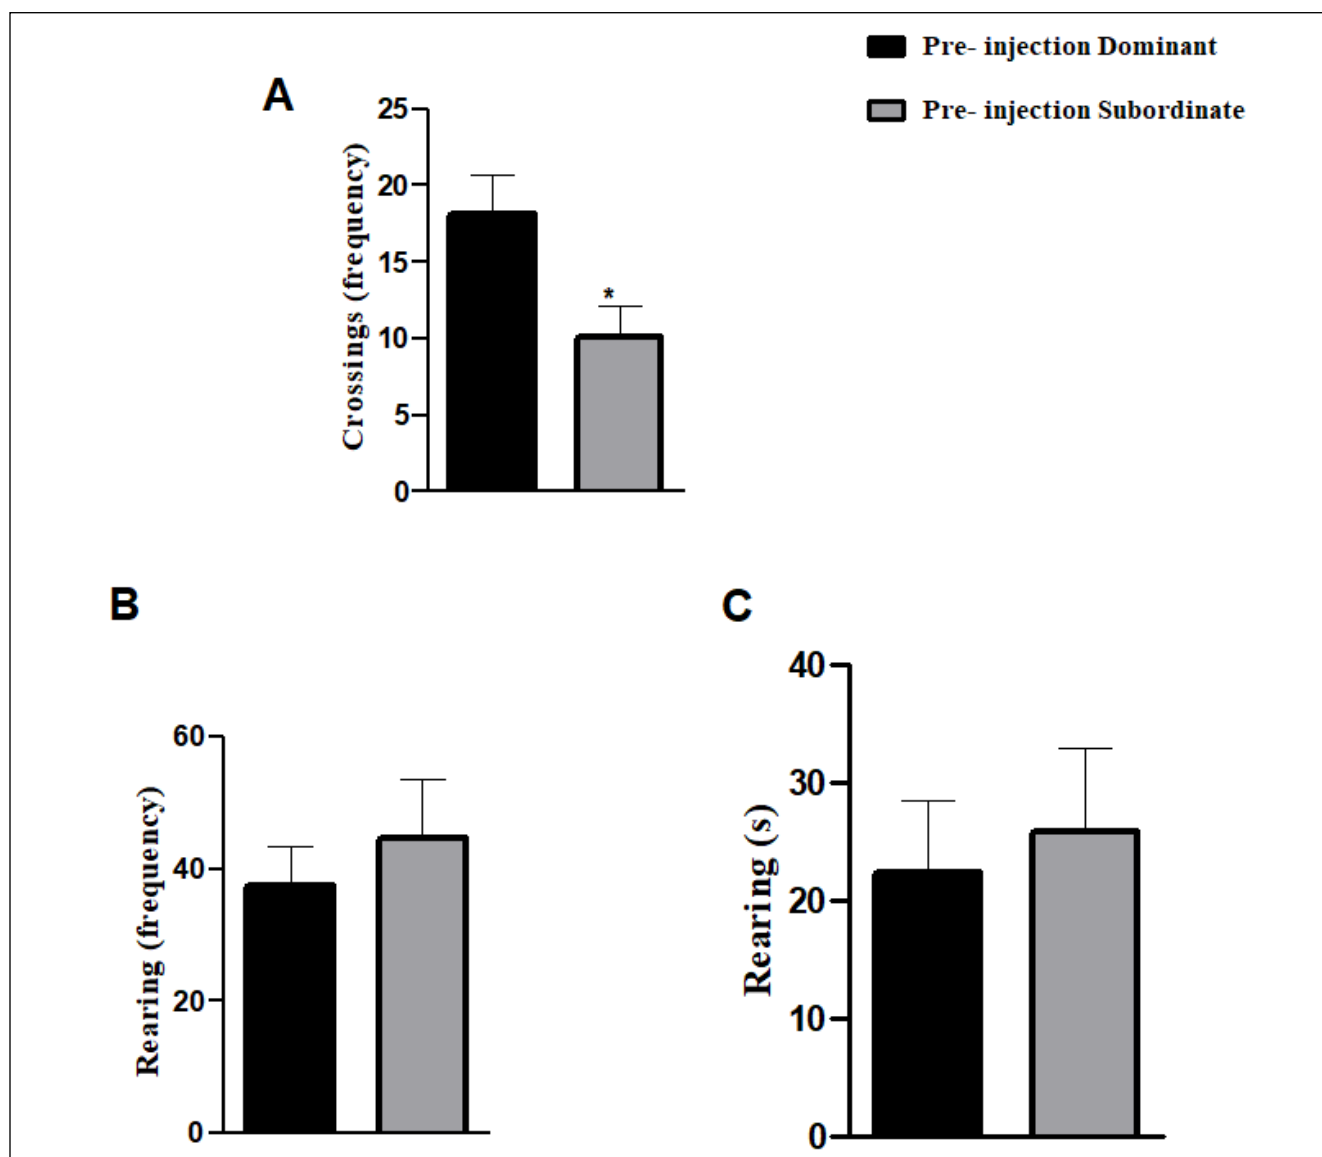 Pre- injection Dominant
Pre- injection Subordinate
A
Crossings (frequency)
25
20
15
10
5
0
*
B
Rearing (frequency)
60
40
20
0
C
Rearing (s)
40
30
20
10
0